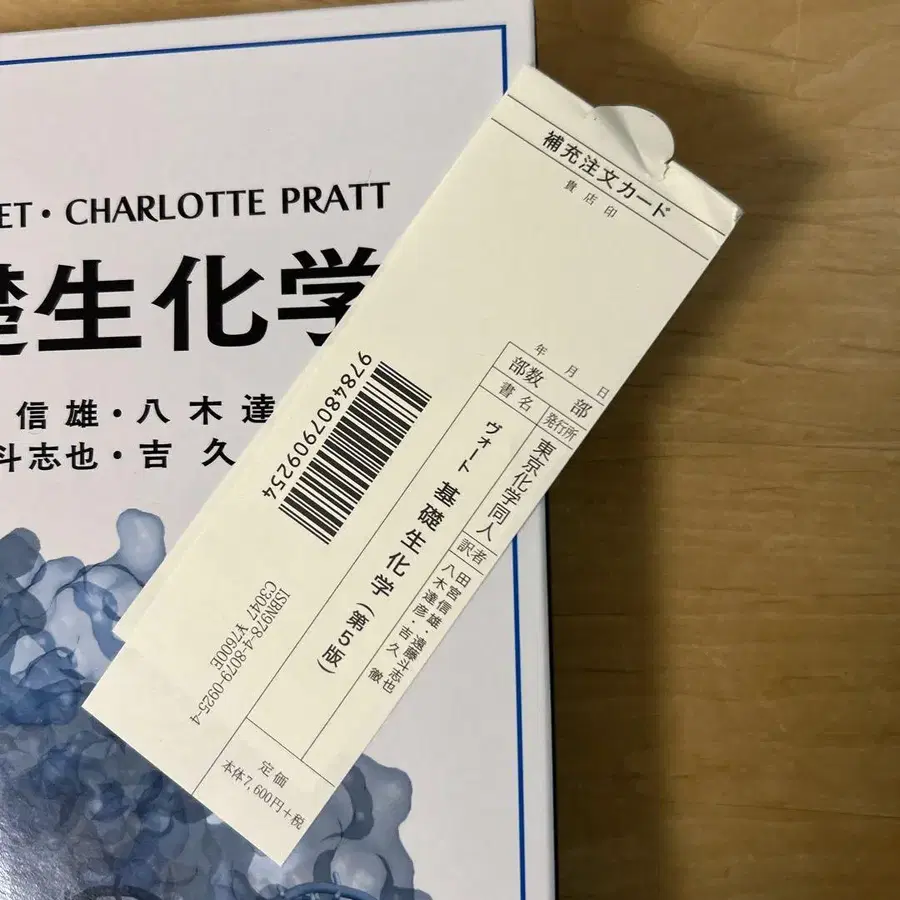 ET・CHARLOTTE PRATT
礎生化学
信雄・八木達
斗志也・吉久
補充注文カード
貴店印
年 月 日
部数 部
書名
発行所
東京化学同人
ヴォート 基礎生化学 (第5版)
訳者
田宮信雄・遠藤斗志也
八木達彦・吉久 徹
9784807909254
ISBN978-4-8079-0925-4
C3047 ¥7600E
定価
本体7,600円+税